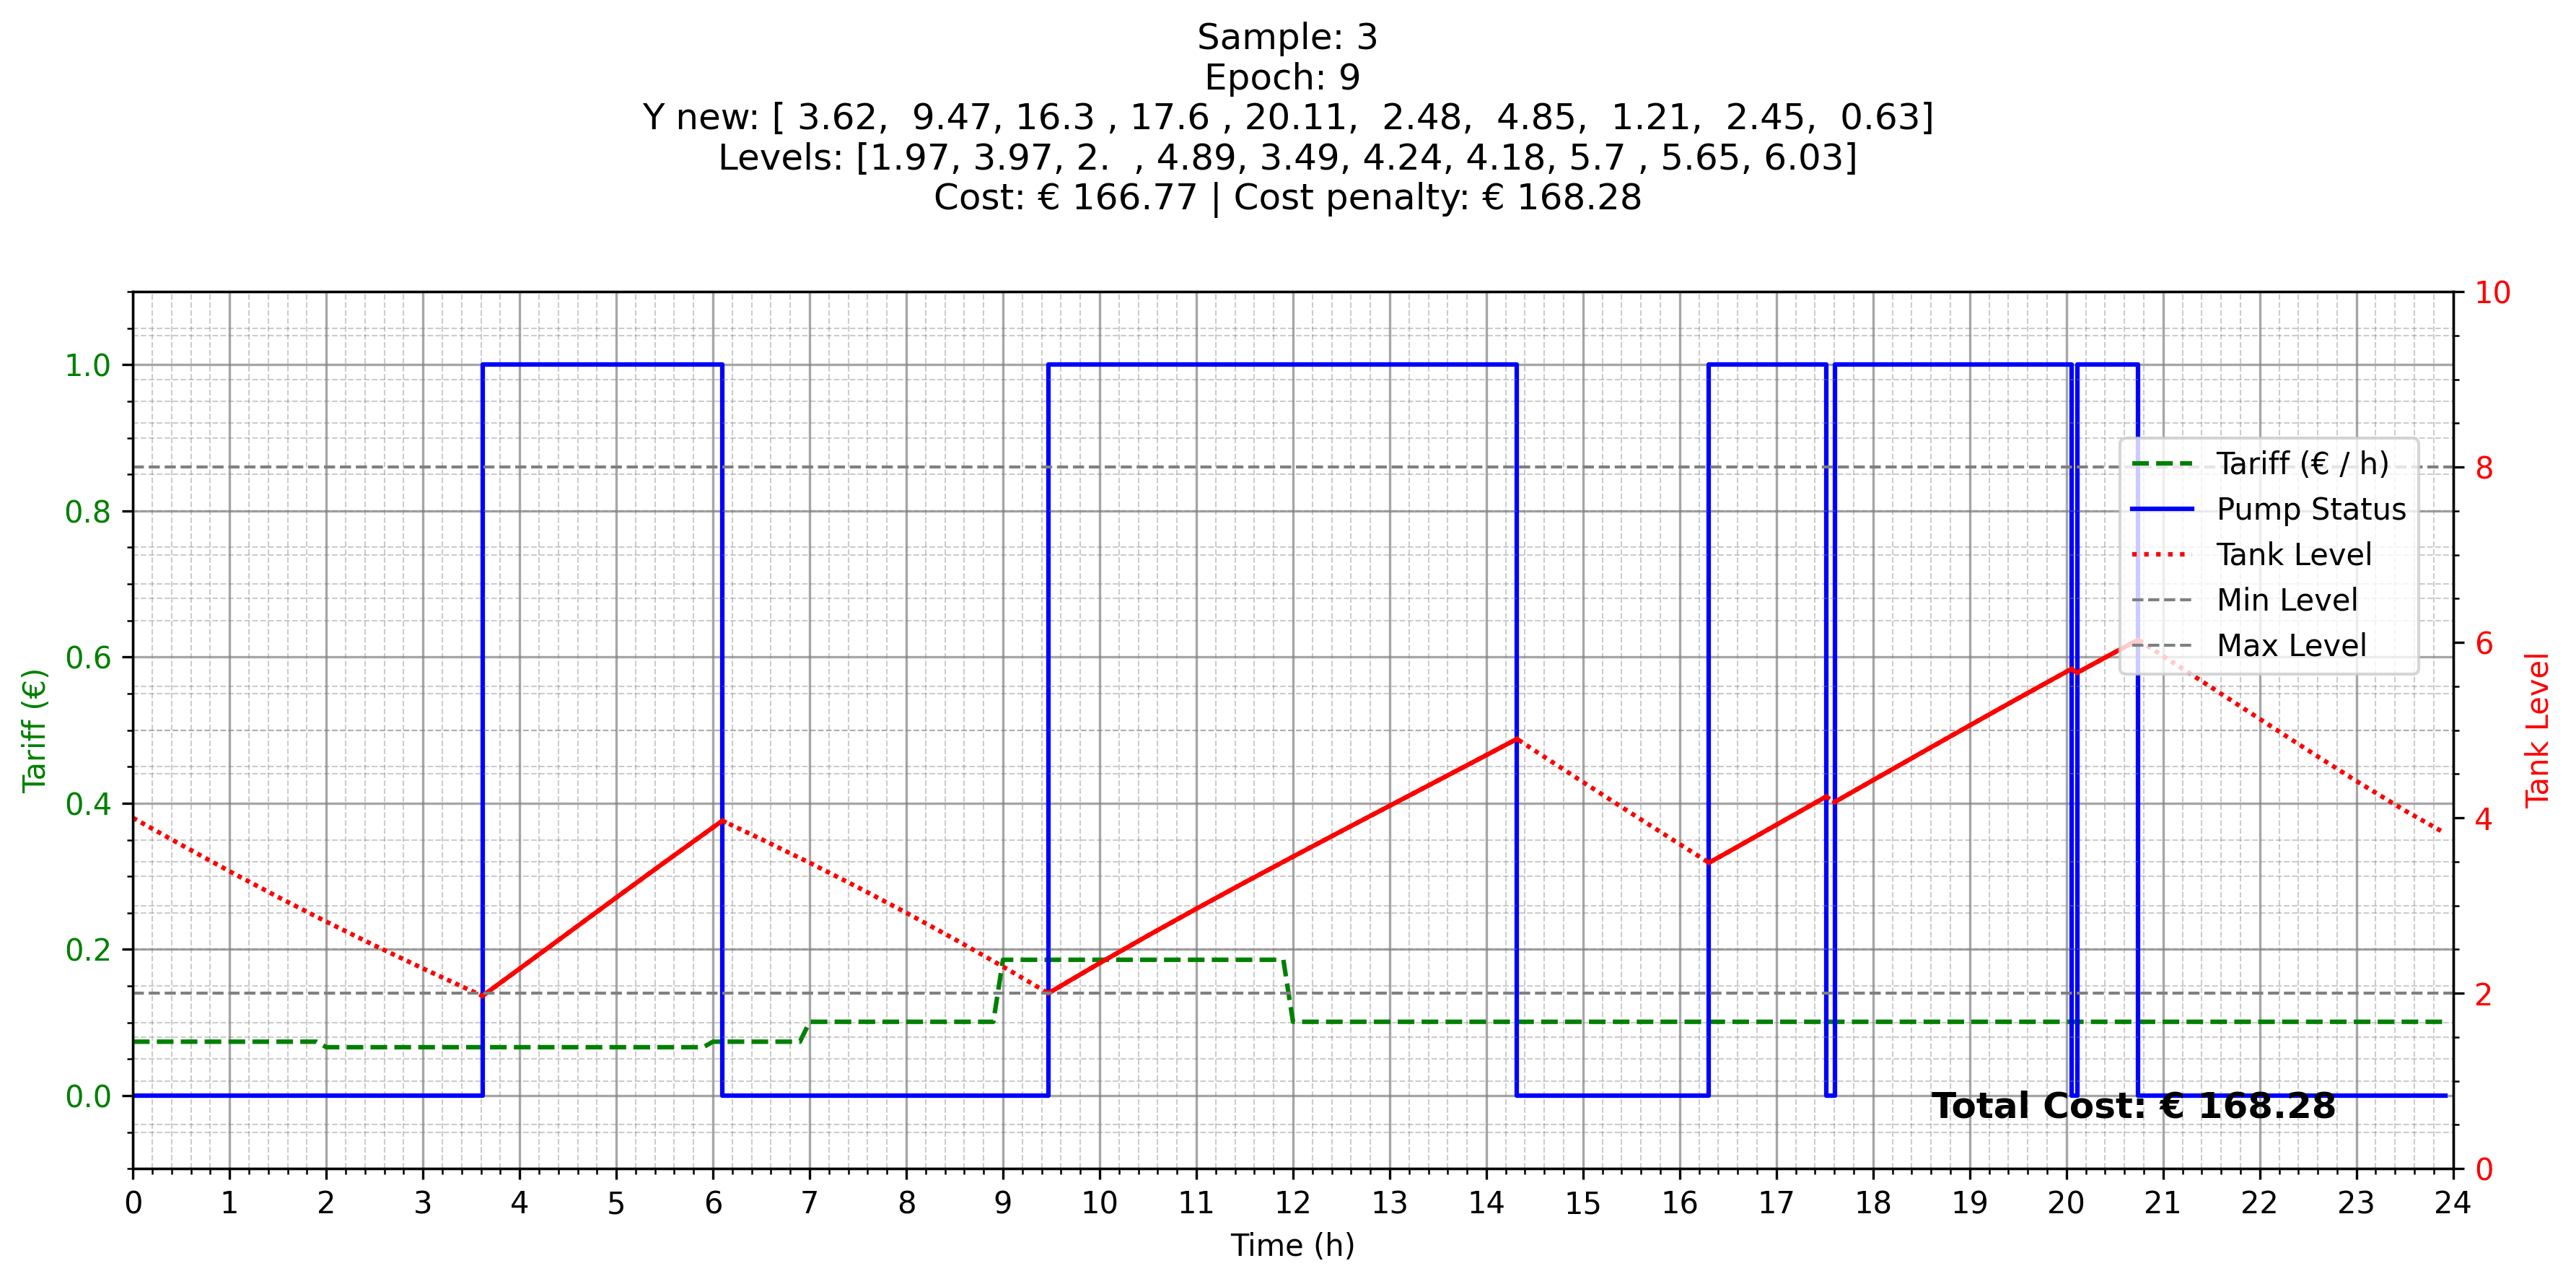 Sample: 3
Epoch: 9
Y new: [ 3.62,  9.47, 16.3 , 17.6 , 20.11,  2.48,  4.85,  1.21,  2.45,  0.63]
Levels: [1.97, 3.97, 2.  , 4.89, 3.49, 4.24, 4.18, 5.7 , 5.65, 6.03]
Cost: € 166.77 | Cost penalty: € 168.28
1.0
0.8
0.6
0.4
0.2
0.0
Tariff (€)
10
8
6
4
2
0
Tank Level
Tariff (€ / h)
Pump Status
Tank Level
Min Level
Max Level
Total Cost: € 168.28
0 1 2 3 4 5 6 7 8 9 10 11 12 13 14 15 16 17 18 19 20 21 22 23 24
Time (h)